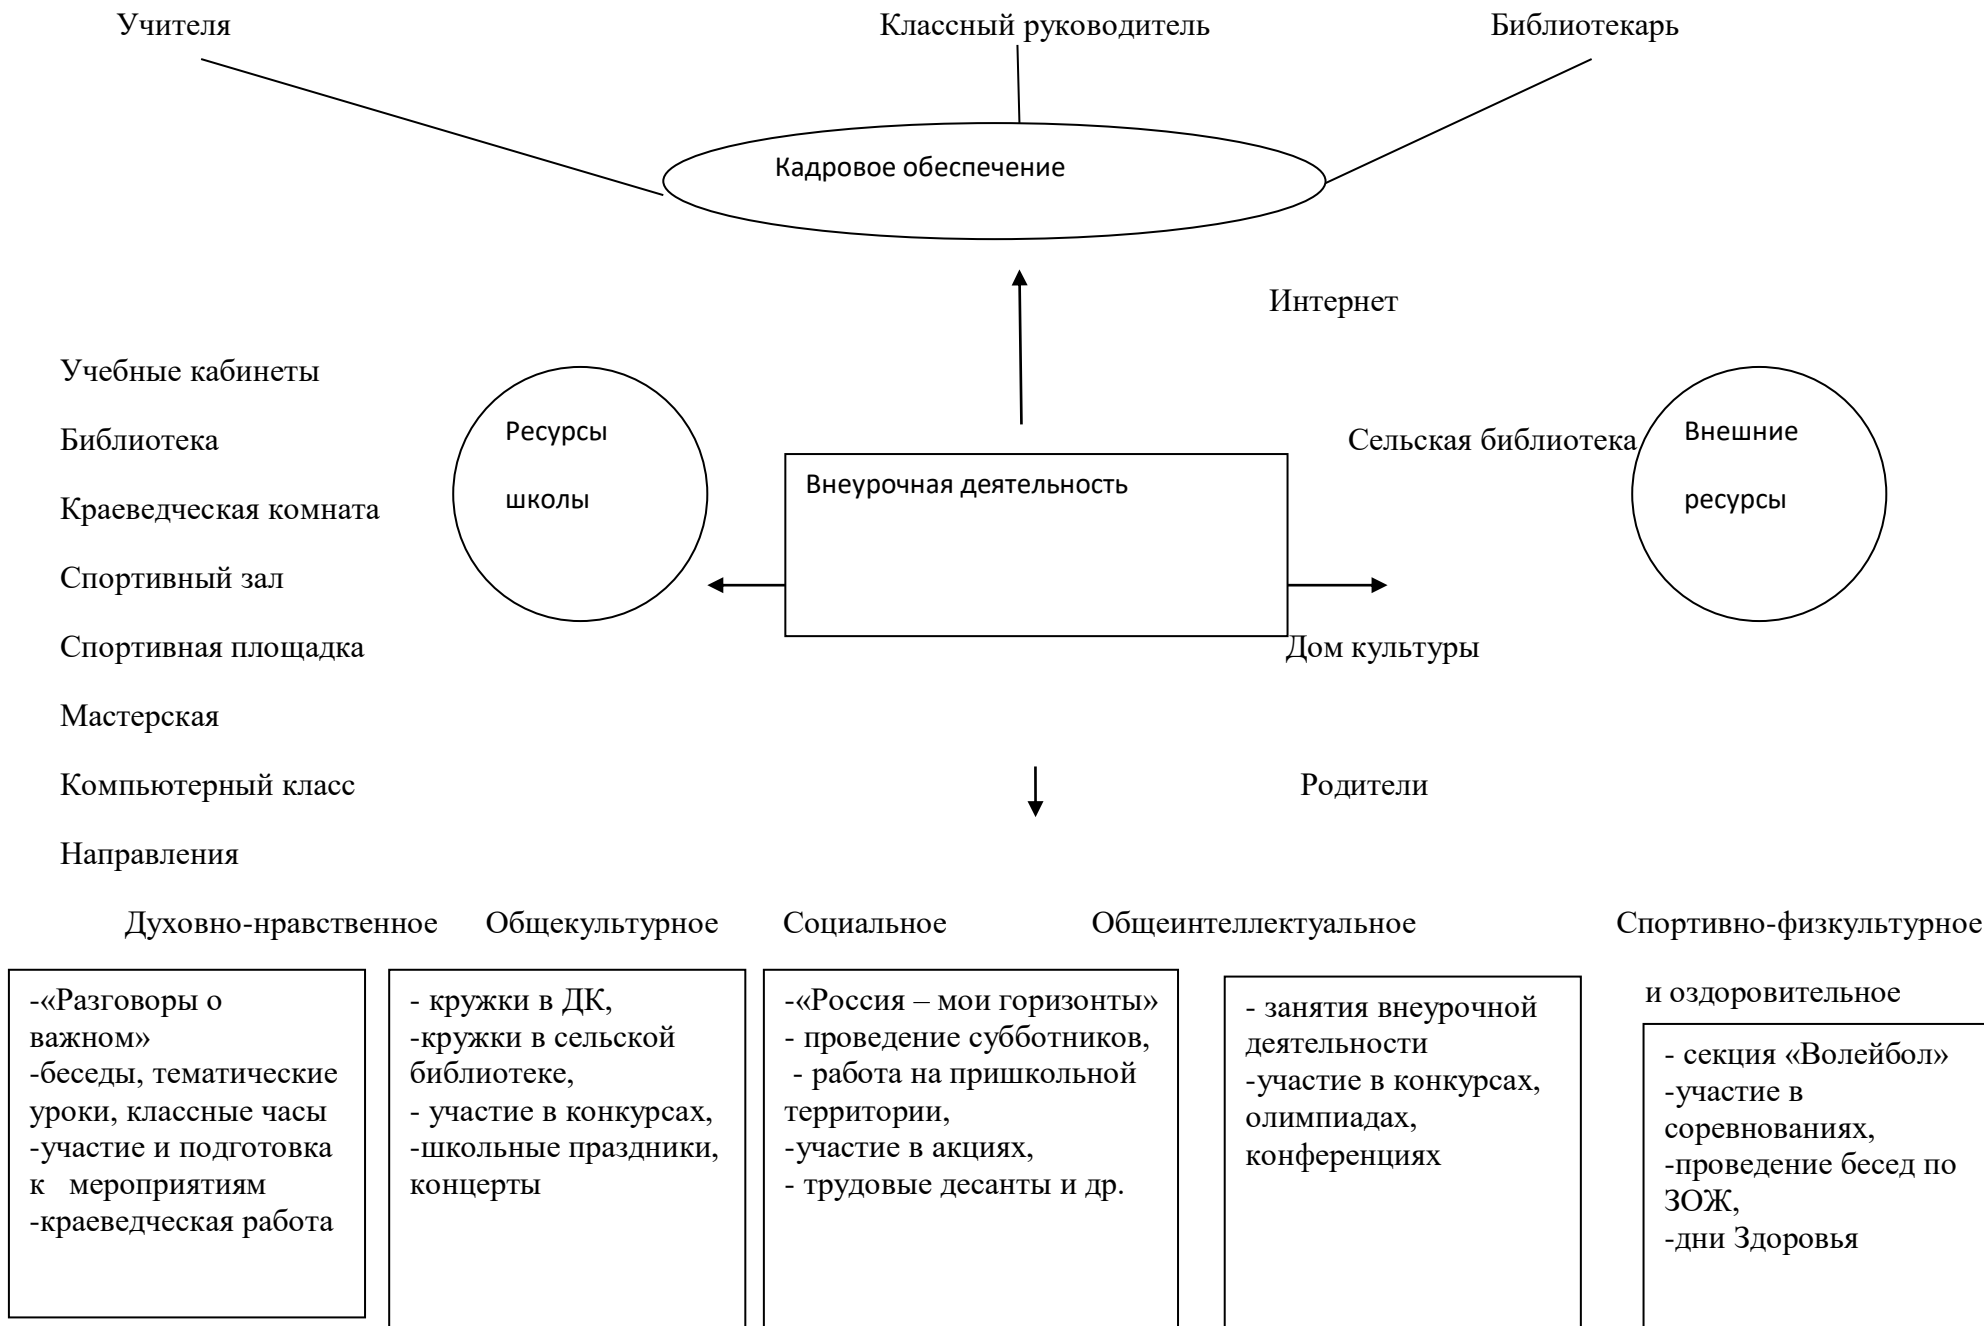 Учителя
Классный руководитель
Библиотекарь
Кадровое обеспечение
Интернет
Учебные кабинеты
Библиотека
Краеведческая комната
Спортивный зал
Спортивная площадка
Мастерская
Компьютерный класс
Ресурсы
школы
Внеурочная деятельность
Сельская библиотека
Внешние
ресурсы
Дом культуры
Родители
Направления
Духовно-нравственное
Общекультурное
Социальное
Общеинтеллектуальное
Спортивно-физкультурное
и оздоровительное
-«Разговоры о
важном»
-беседы, тематические
уроки, классные часы
-участие и подготовка
к мероприятиям
-краеведческая работа
- кружки в ДК,
-кружки в сельской
библиотеке,
- участие в конкурсах,
-школьные праздники,
концерты
-«Россия – мои горизонты»
- проведение субботников,
- работа на пришкольной
территории,
-участие в акциях,
- трудовые десанты и др.
- занятия внеурочной
деятельности
-участие в конкурсах,
олимпиадах,
конференциях
- секция «Волейбол»
-участие в
соревнованиях,
-проведение бесед по
ЗОЖ,
-дни Здоровья